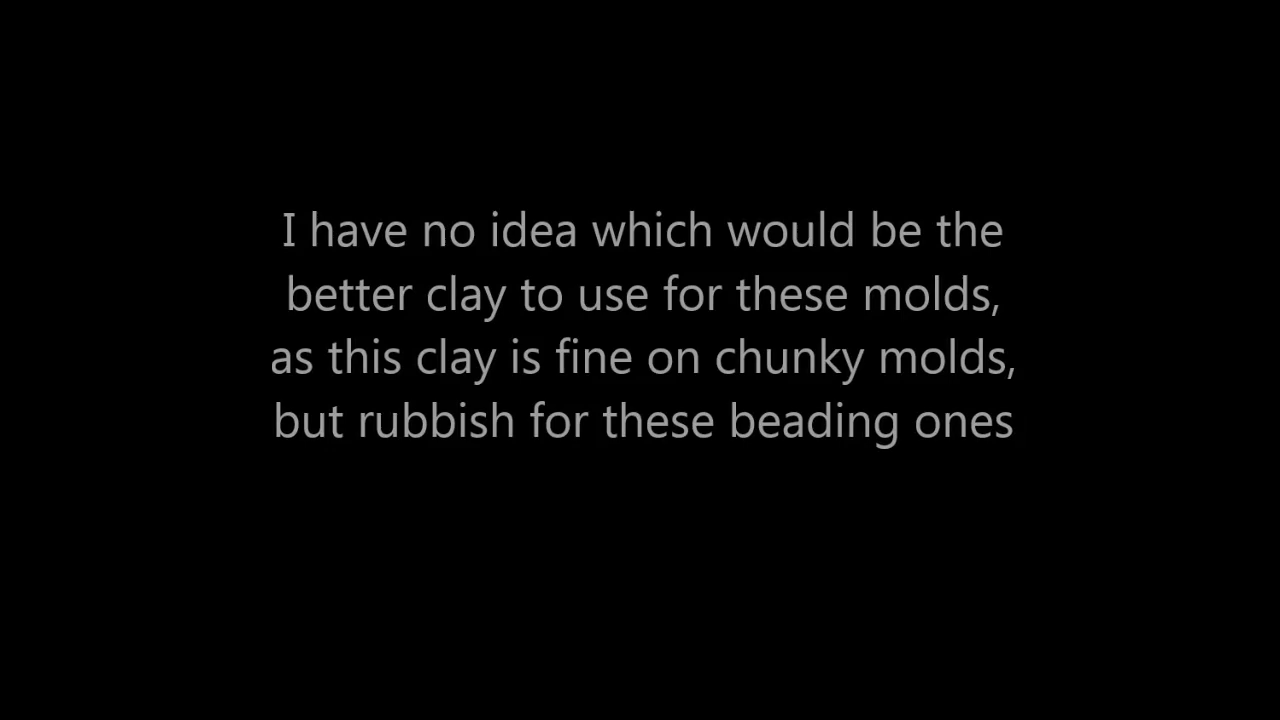 I have no idea which would be the
better clay to use for these molds,
as this clay is fine on chunky molds,
but rubbish for these beading ones